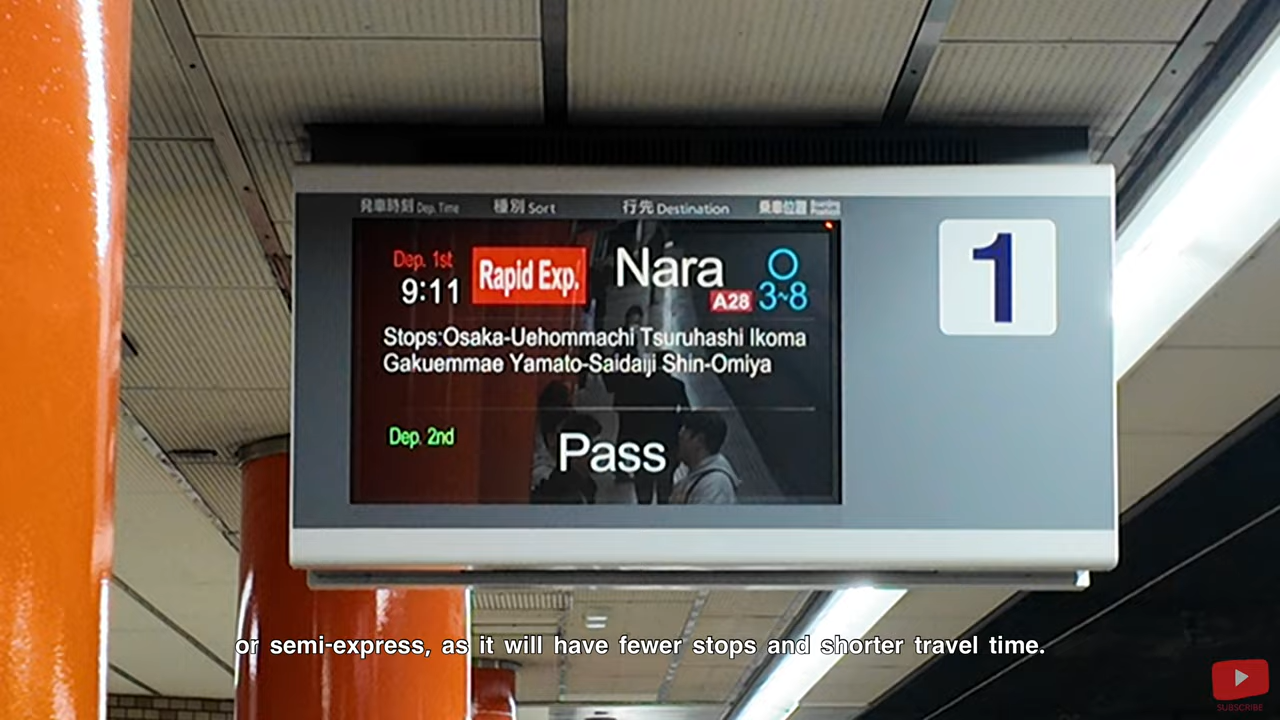 発車時刻 Dep. Time 種別 Sort 行先 Destination 乗車位置 Boarding Position
Dep. 1st
9:11 Rapid Exp. Nara A28 ○ 3~8
Stops:Osaka-Uehommachi Tsuruhashi Ikoma
Gakuemmae Yamato-Saidaiji Shin-Omiya
Dep. 2nd Pass
1
or semi-express, as it will have fewer stops and shorter travel time.
SUBSCRIBE